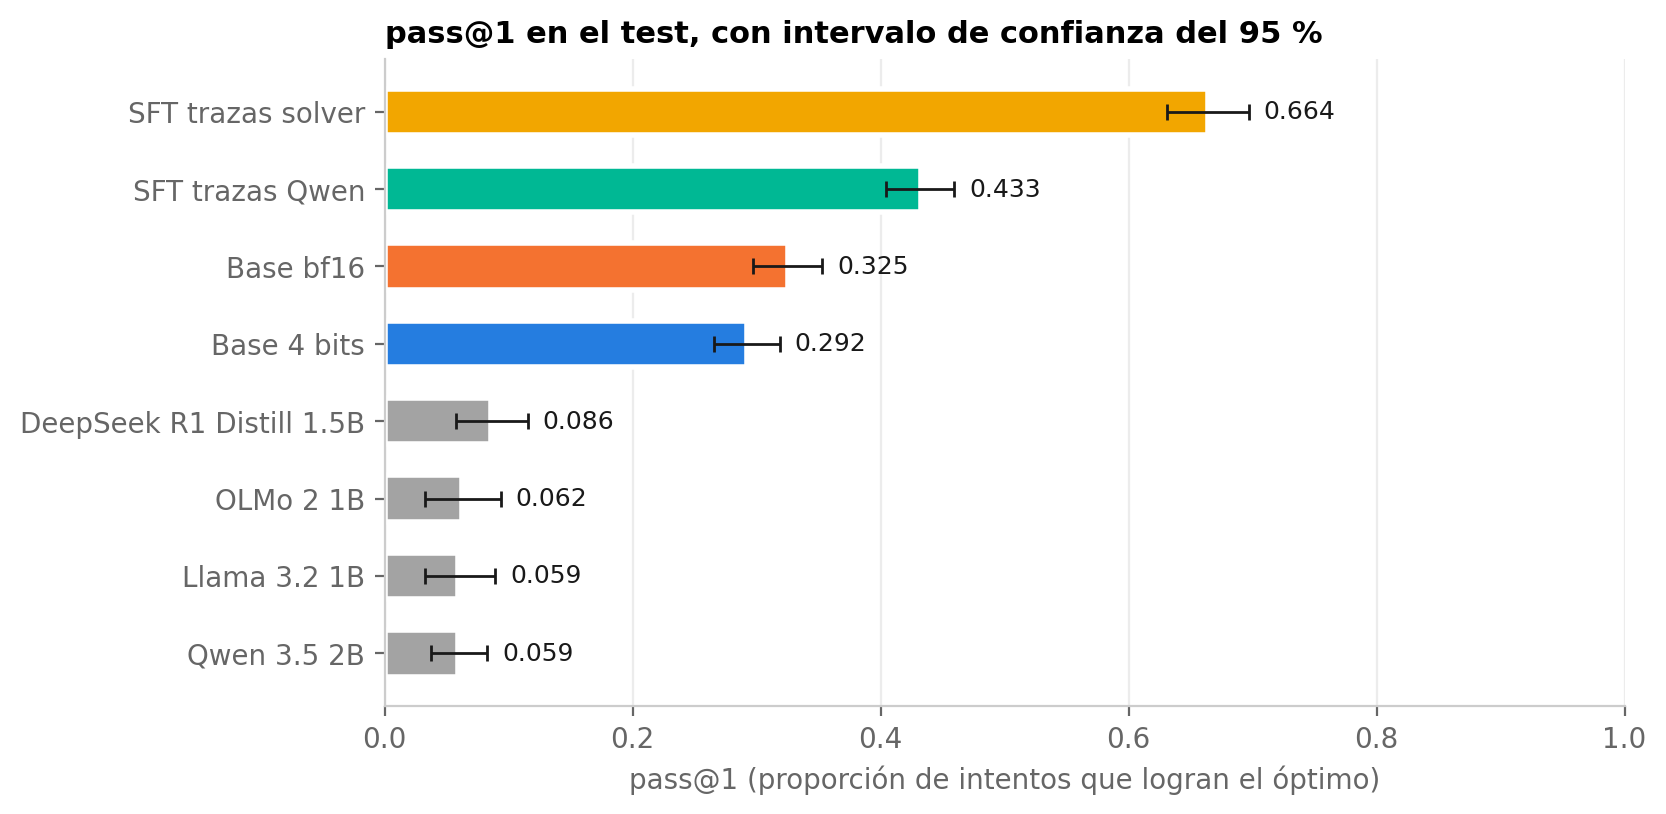 pass@1 en el test, con intervalo de confianza del 95 %
SFT trazas solver 0.664
SFT trazas Qwen 0.433
Base bf16 0.325
Base 4 bits 0.292
DeepSeek R1 Distill 1.5B 0.086
OLMo 2 1B 0.062
Llama 3.2 1B 0.059
Qwen 3.5 2B 0.059
0.0 0.2 0.4 0.6 0.8 1.0
pass@1 (proporción de intentos que logran el óptimo)